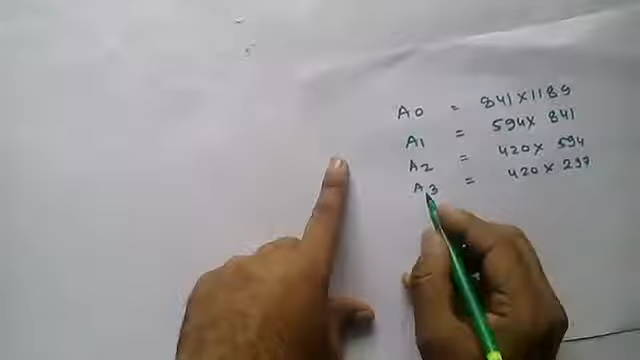 A0 = 841×1189
A1 = 594× 841
A2 = 420× 594
A3 = 420× 297